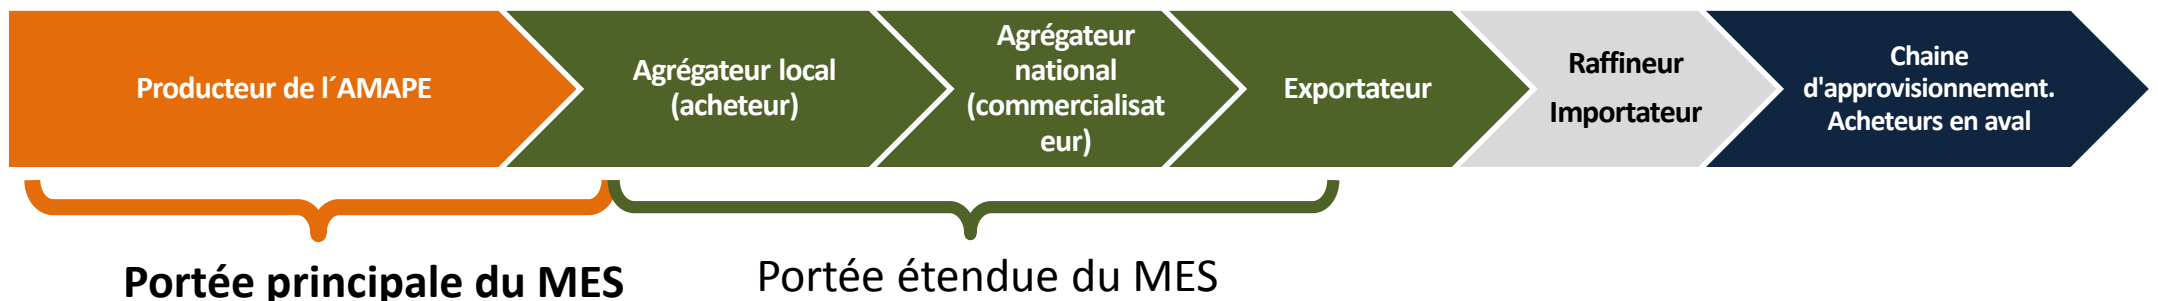 Producteur de l´AMAPE
Agrégateur local
(acheteur)
Agrégateur
national
(commercialisat
eur)
Exportateur
Raffineur
Importateur
Chaine
d'approvisionnement.
Acheteurs en aval
Portée principale du MES
Portée étendue du MES